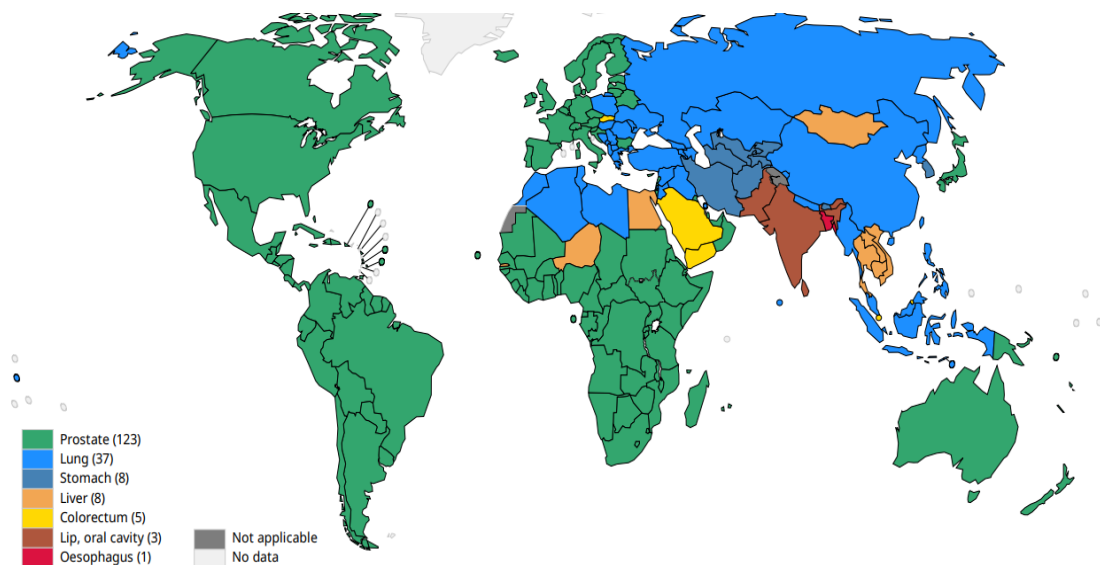 Prostate (123)
Lung (37)
Stomach (8)
Liver (8)
Colorectum (5)
Lip, oral cavity (3)
Oesophagus (1)
Not applicable
No data